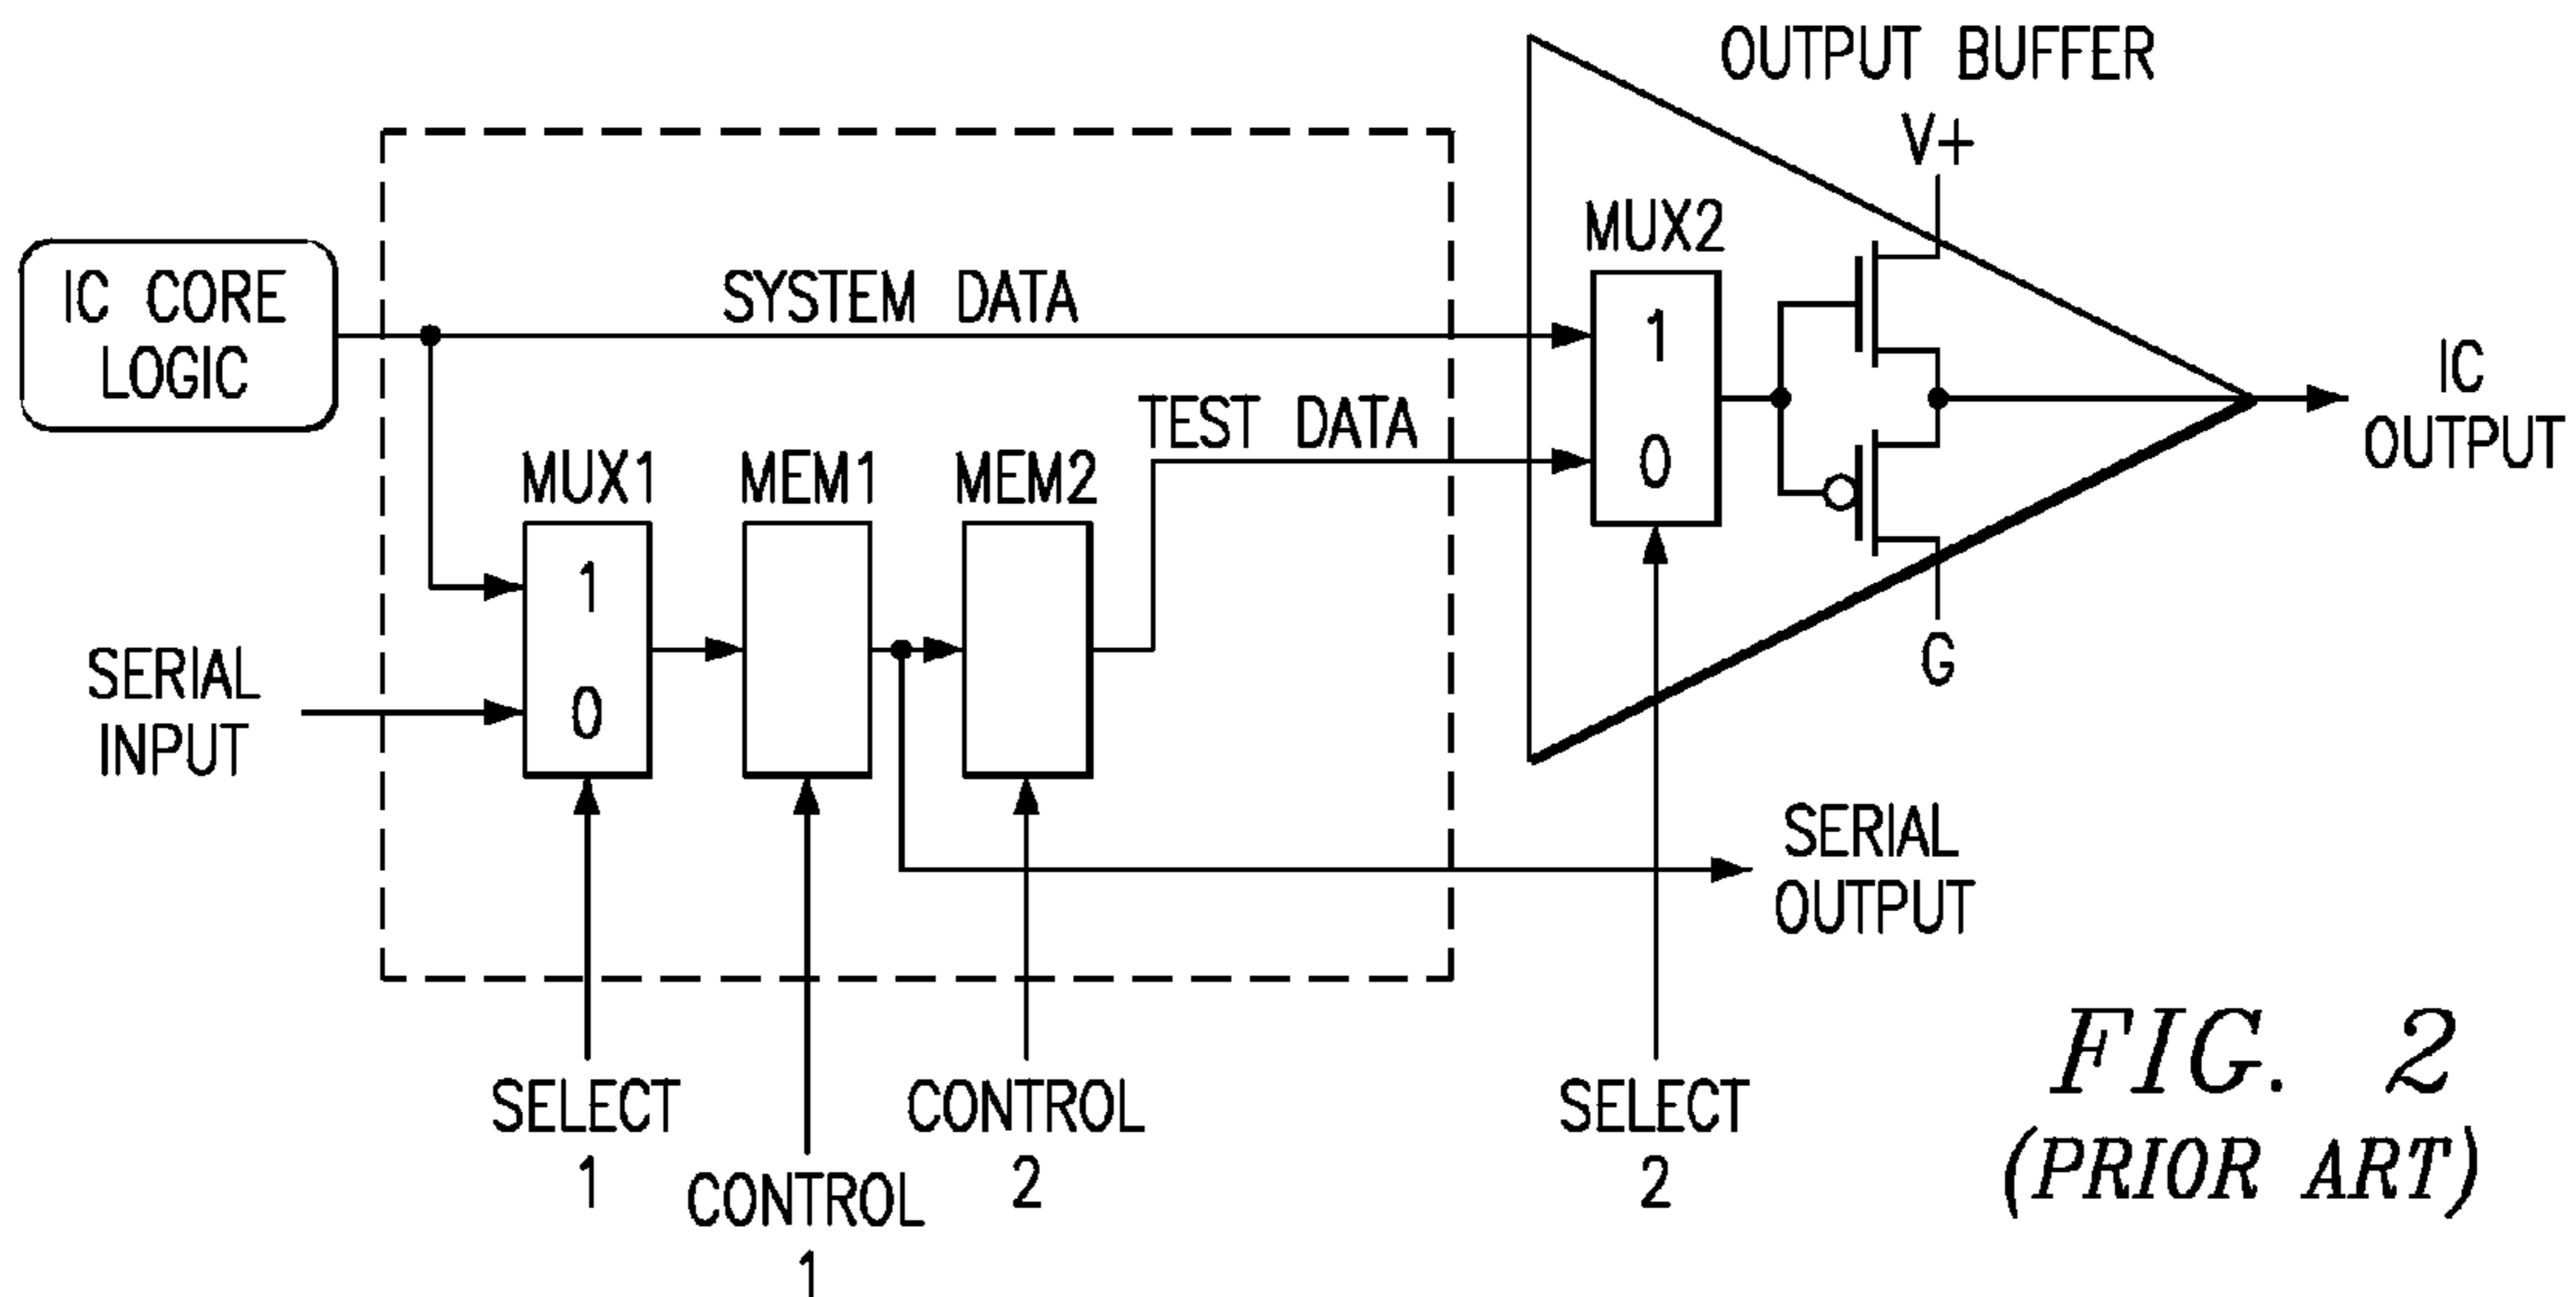 OUTPUT BUFFER
V+
MUX2
IC CORE
LOGIC
SYSTEM DATA
1
0
IC
OUTPUT
TEST DATA
MUX1
MEM1
MEM2
1
0
SERIAL
INPUT
G
SERIAL
OUTPUT
SELECT
1
CONTROL
1
CONTROL
2
SELECT
2
FIG. 2
(PRIOR ART)